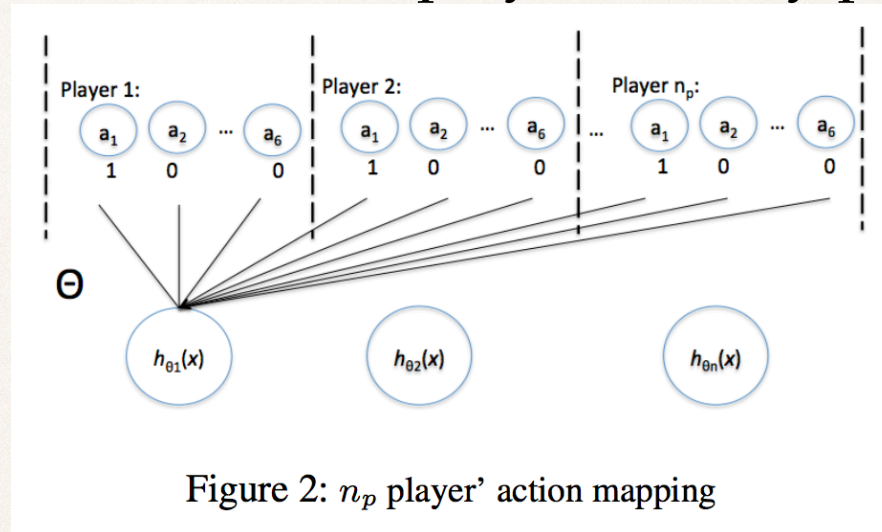 Player 1:
Player 2:
Player nₚ:
a₁ a₂ ... a₆
a₁ a₂ ... a₆ ...
a₁ a₂ ... a₆
1 0 0
1 0 0
1 0 0
Θ
hθ₁(x)
hθ₂(x)
hθₙ(x)
Figure 2: nₚ player’ action mapping